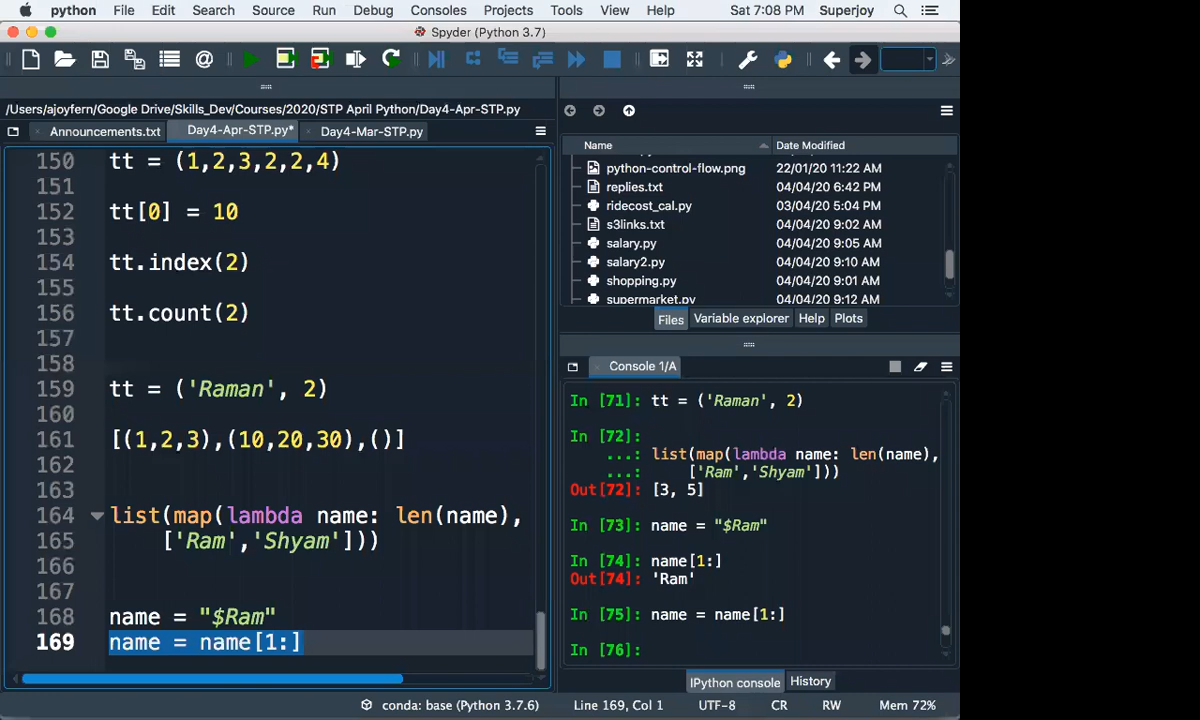 python File Edit Search Source Run Debug Consoles Projects Tools View Help Sat 7:08 PM Superjoy
Spyder (Python 3.7)
/Users/ajoyfern/Google Drive/Skills_Dev/Courses/2020/STP April Python/Day4-Apr-STP.py
Announcements.txt Day4-Apr-STP.py* Day4-Mar-STP.py
150 tt = (1,2,3,2,2,4)
151
152 tt[0] = 10
153
154 tt.index(2)
155
156 tt.count(2)
157
158
159 tt = ('Raman', 2)
160
161 [(1,2,3),(10,20,30),()]
162
163
164 list(map(lambda name: len(name),
165 ['Ram','Shyam']))
166
167
168 name = "$Ram"
169 name = name[1:]
Name Date Modified
python-control-flow.png 22/01/20 11:22 AM
replies.txt 04/04/20 6:42 PM
ridecost_cal.py 03/04/20 5:04 PM
s3links.txt 04/04/20 9:02 AM
salary.py 04/04/20 9:05 AM
salary2.py 04/04/20 9:10 AM
shopping.py 04/04/20 9:01 AM
supermarket.py 04/04/20 9:12 AM
Files Variable explorer Help Plots
Console 1/A
In [71]: tt = ('Raman', 2)
In [72]:
...: list(map(lambda name: len(name),
...: ['Ram','Shyam']))
Out[72]: [3, 5]
In [73]: name = "$Ram"
In [74]: name[1:]
Out[74]: 'Ram'
In [75]: name = name[1:]
In [76]:
IPython console History
conda: base (Python 3.7.6) Line 169, Col 1 UTF-8 CR RW Mem 72%